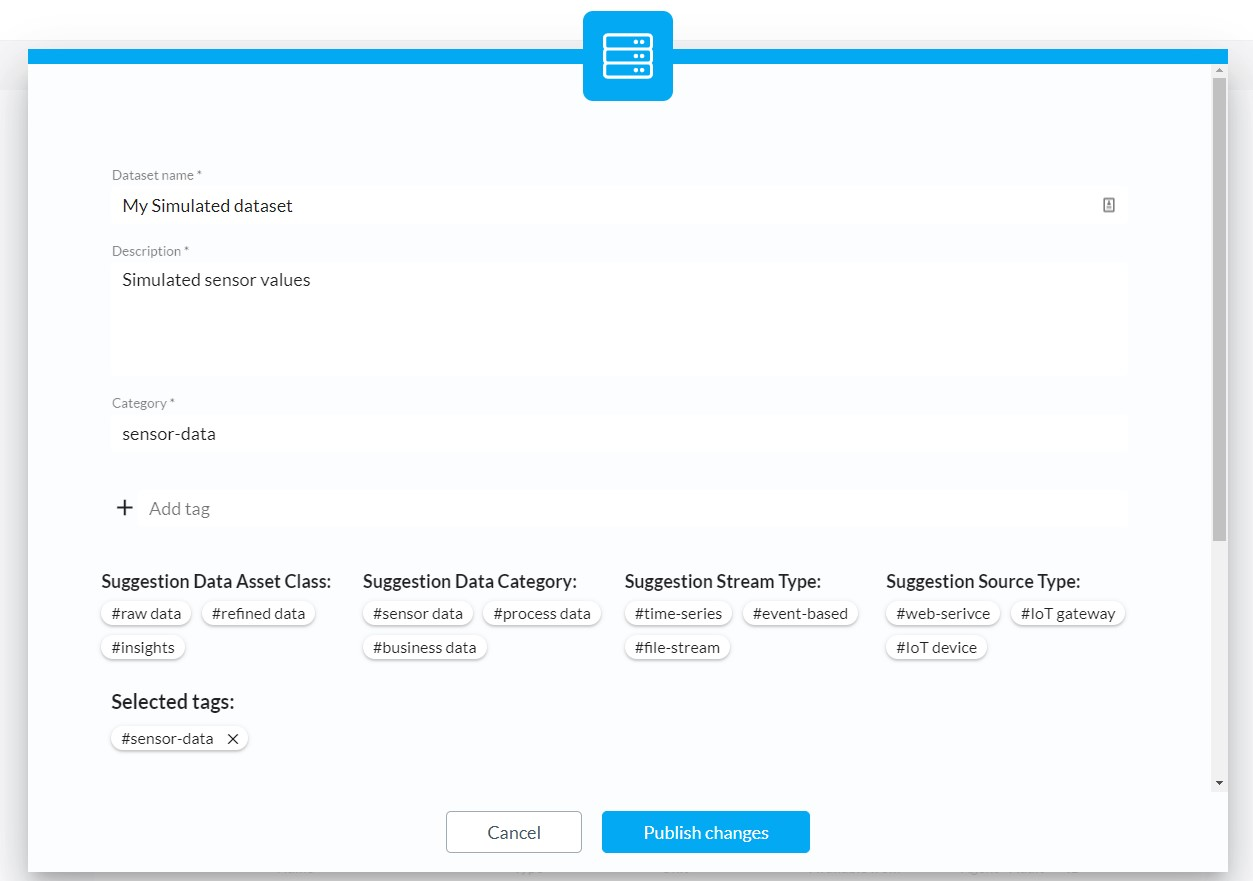 Dataset name *
My Simulated dataset
Description *
Simulated sensor values
Category *
sensor-data
+ Add tag
Suggestion Data Asset Class: Suggestion Data Category: Suggestion Stream Type: Suggestion Source Type:
#raw data #refined data #sensor data #process data #time-series #event-based #web-serivce #IoT gateway
#insights #business data #file-stream #IoT device
Selected tags:
#sensor-data ×
Cancel Publish changes